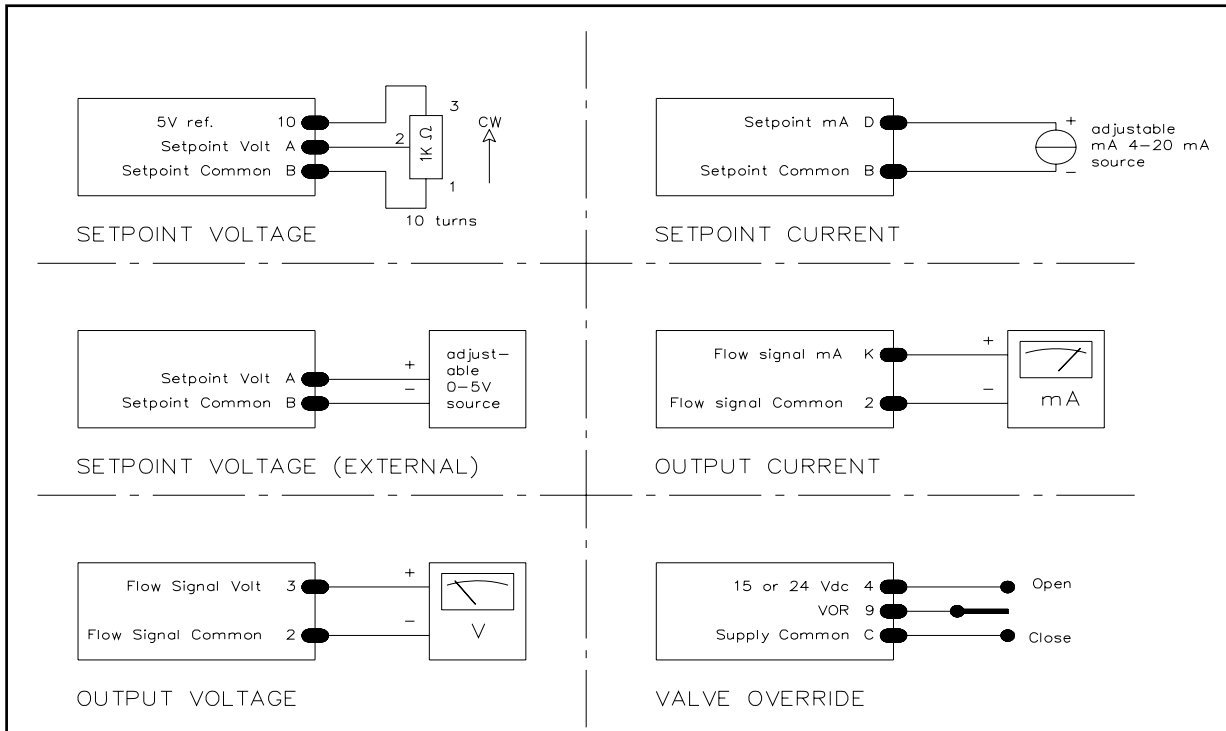 5V ref. 10
Setpoint Volt A
Setpoint Common B
3
2
1K Ω
1
CW
10 turns
SETPOINT VOLTAGE
Setpoint mA D
Setpoint Common B
+
−
adjustable
mA 4−20 mA
source
SETPOINT CURRENT
Setpoint Volt A
Setpoint Common B
+
−
adjust−
able
0−5V
source
SETPOINT VOLTAGE (EXTERNAL)
Flow signal mA K
Flow signal Common 2
+
−
mA
OUTPUT CURRENT
Flow Signal Volt 3
Flow Signal Common 2
+
−
V
OUTPUT VOLTAGE
15 or 24 Vdc 4
VOR 9
Supply Common C
Open
Close
VALVE OVERRIDE